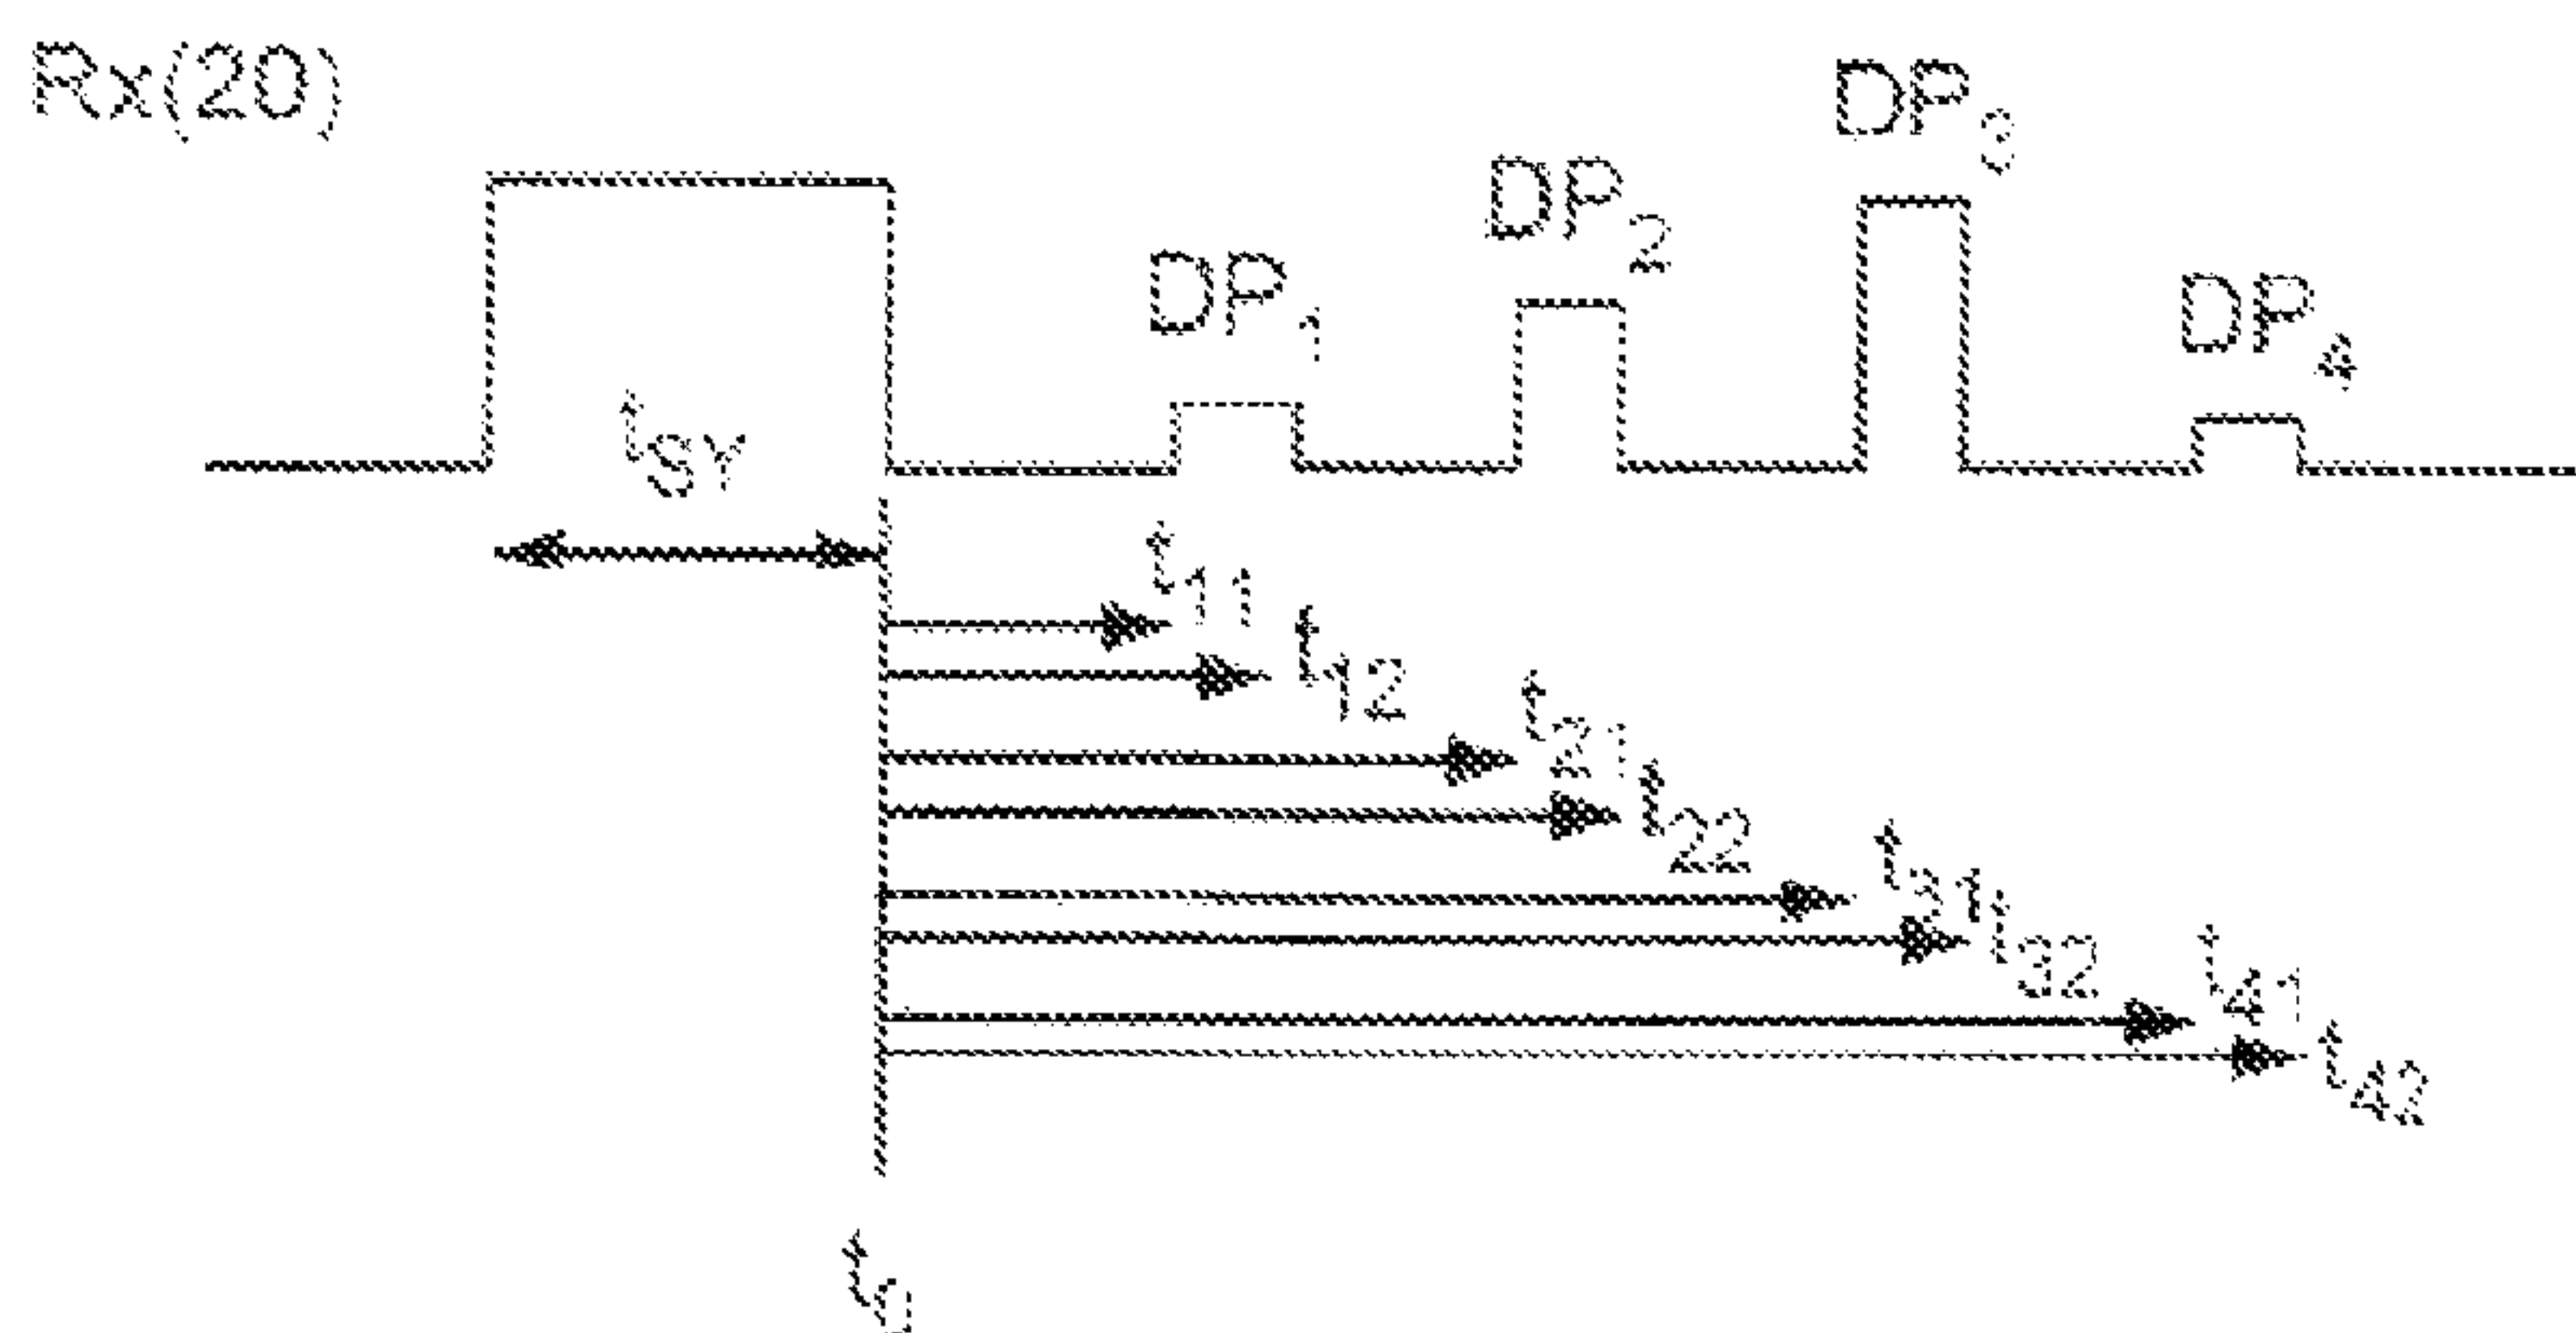 Rx(20)
DP3
DP2
DP1
DP4
tSY
t11
t12
t21
t22
t31
t32
t41
t42
t0